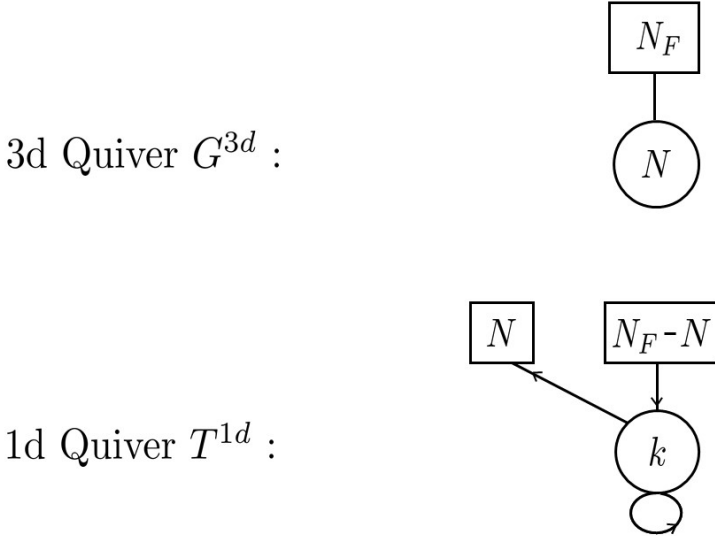 N_F
3d Quiver G^{3d} :
N
N
N_F - N
1d Quiver T^{1d} :
k